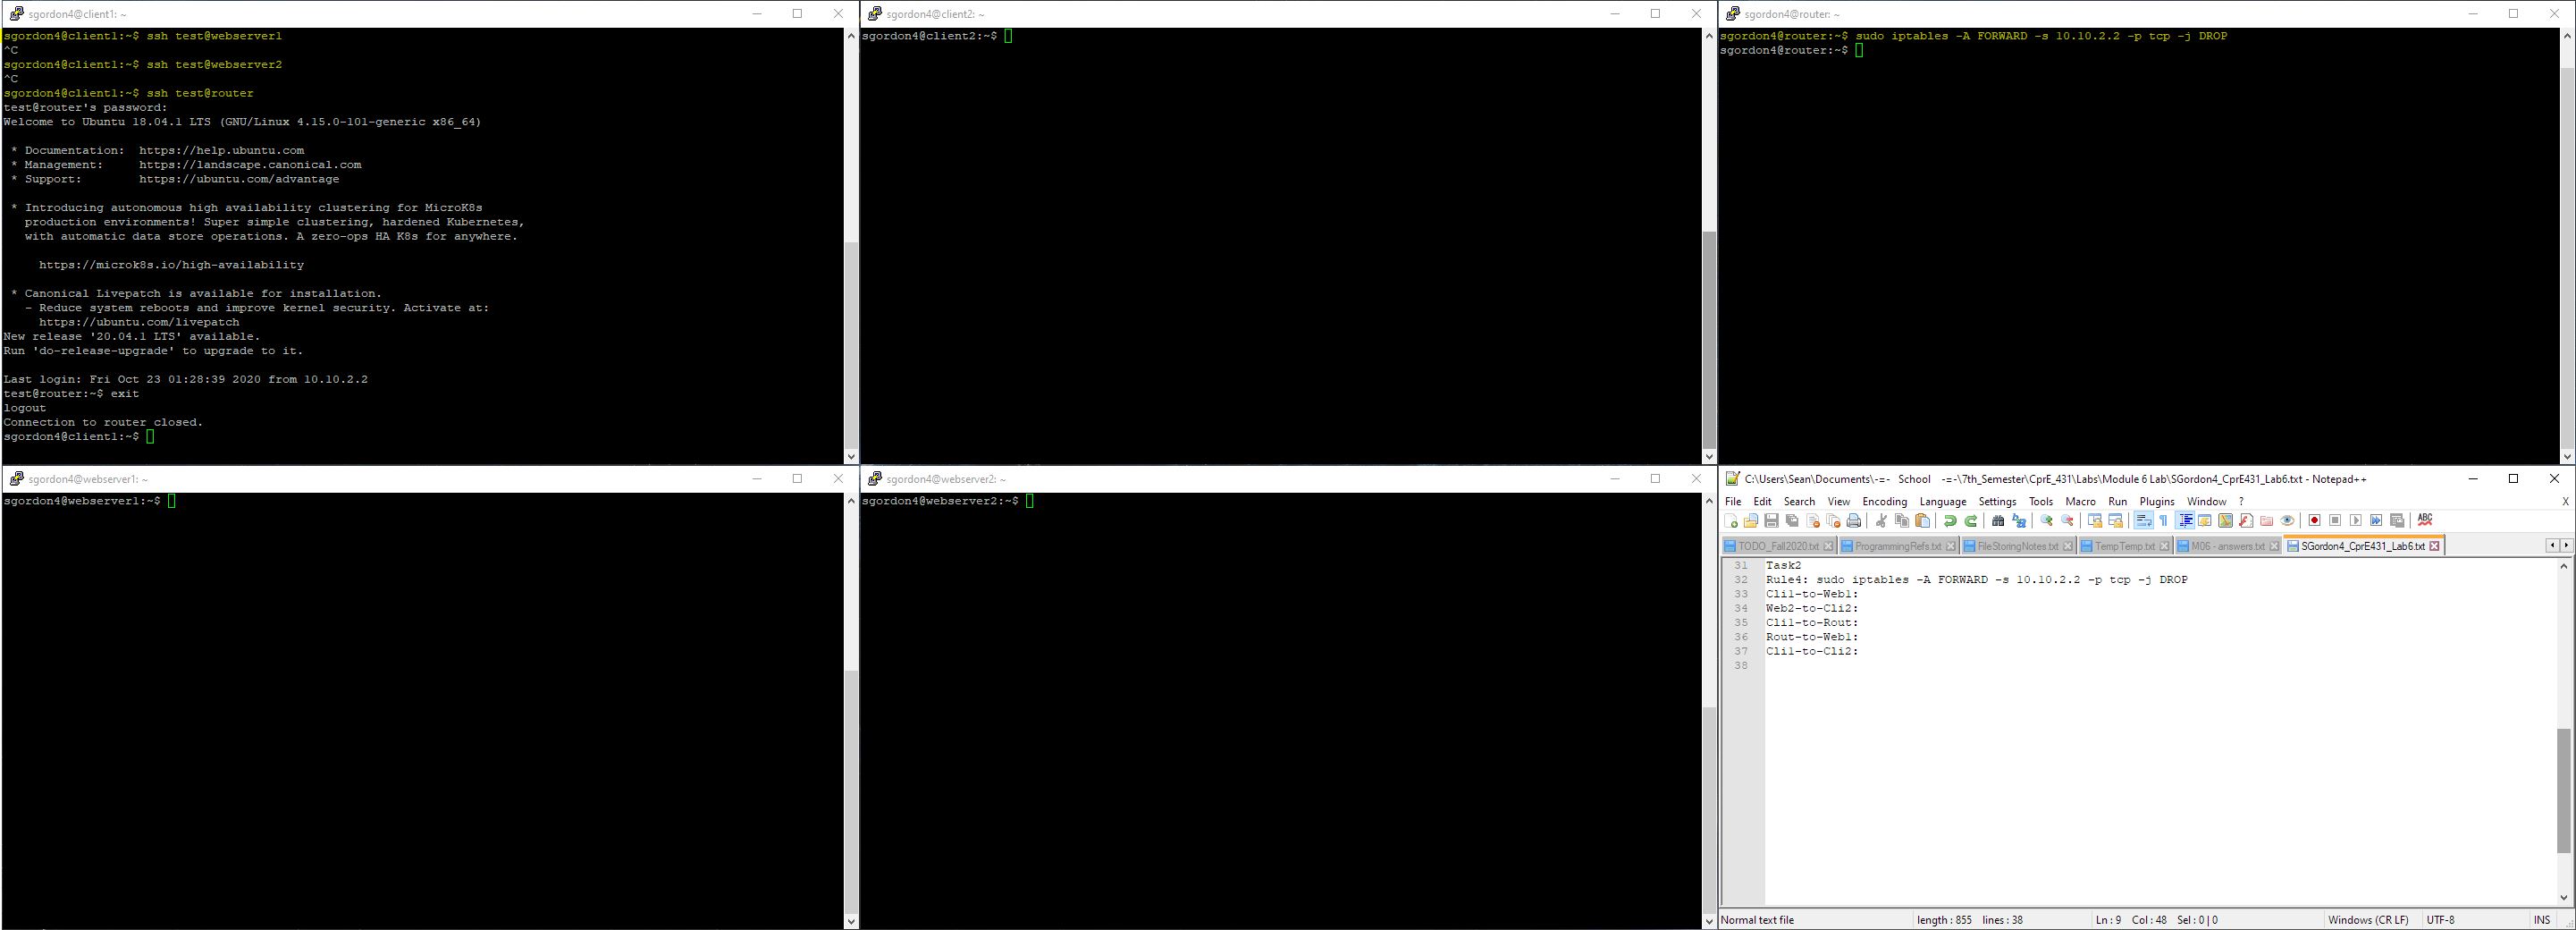 sgordon4@client1: ~
sgordon4@client1:~$ ssh test@webserver1
^C
sgordon4@client1:~$ ssh test@webserver2
^C
sgordon4@client1:~$ ssh test@router
test@router's password:
Welcome to Ubuntu 18.04.1 LTS (GNU/Linux 4.15.0-101-generic x86_64)
* Documentation:  https://help.ubuntu.com
* Management:     https://landscape.canonical.com
* Support:        https://ubuntu.com/advantage
* Introducing autonomous high availability clustering for MicroK8s
production environments! Super simple clustering, hardened Kubernetes,
with automatic data store operations. A zero-ops HA K8s for anywhere.
https://microk8s.io/high-availability
* Canonical Livepatch is available for installation.
- Reduce system reboots and improve kernel security. Activate at:
https://ubuntu.com/livepatch
New release '20.04.1 LTS' available.
Run 'do-release-upgrade' to upgrade to it.
Last login: Fri Oct 23 01:28:39 2020 from 10.10.2.2
test@router:~$ exit
logout
Connection to router closed.
sgordon4@client1:~$
sgordon4@client2: ~
sgordon4@client2:~$
sgordon4@router: ~
sgordon4@router:~$ sudo iptables -A FORWARD -s 10.10.2.2 -p tcp -j DROP
sgordon4@router:~$
sgordon4@webserver1: ~
sgordon4@webserver1:~$
sgordon4@webserver2: ~
sgordon4@webserver2:~$
C:\Users\Sean\Documents\-=- School -=-\7th_Semester\CprE_431\Labs\Module 6 Lab\SGordon4_CprE431_Lab6.txt - Notepad++
File Edit Search View Encoding Language Settings Tools Macro Run Plugins Window ? X
ABC
TODO_Fall2020.txt ProgrammingRefs.txt FileStoringNotes.txt TempTemp.txt M06 - answers.txt SGordon4_CprE431_Lab6.txt
31 Task2
32 Rule4: sudo iptables -A FORWARD -s 10.10.2.2 -p tcp -j DROP
33 Cli1-to-Web1:
34 Web2-to-Cli2:
35 Cli1-to-Rout:
36 Rout-to-Web1:
37 Cli1-to-Cli2:
38
Normal text file length : 855 lines : 38 Ln : 9 Col : 48 Sel : 0 | 0 Windows (CR LF) UTF-8 INS